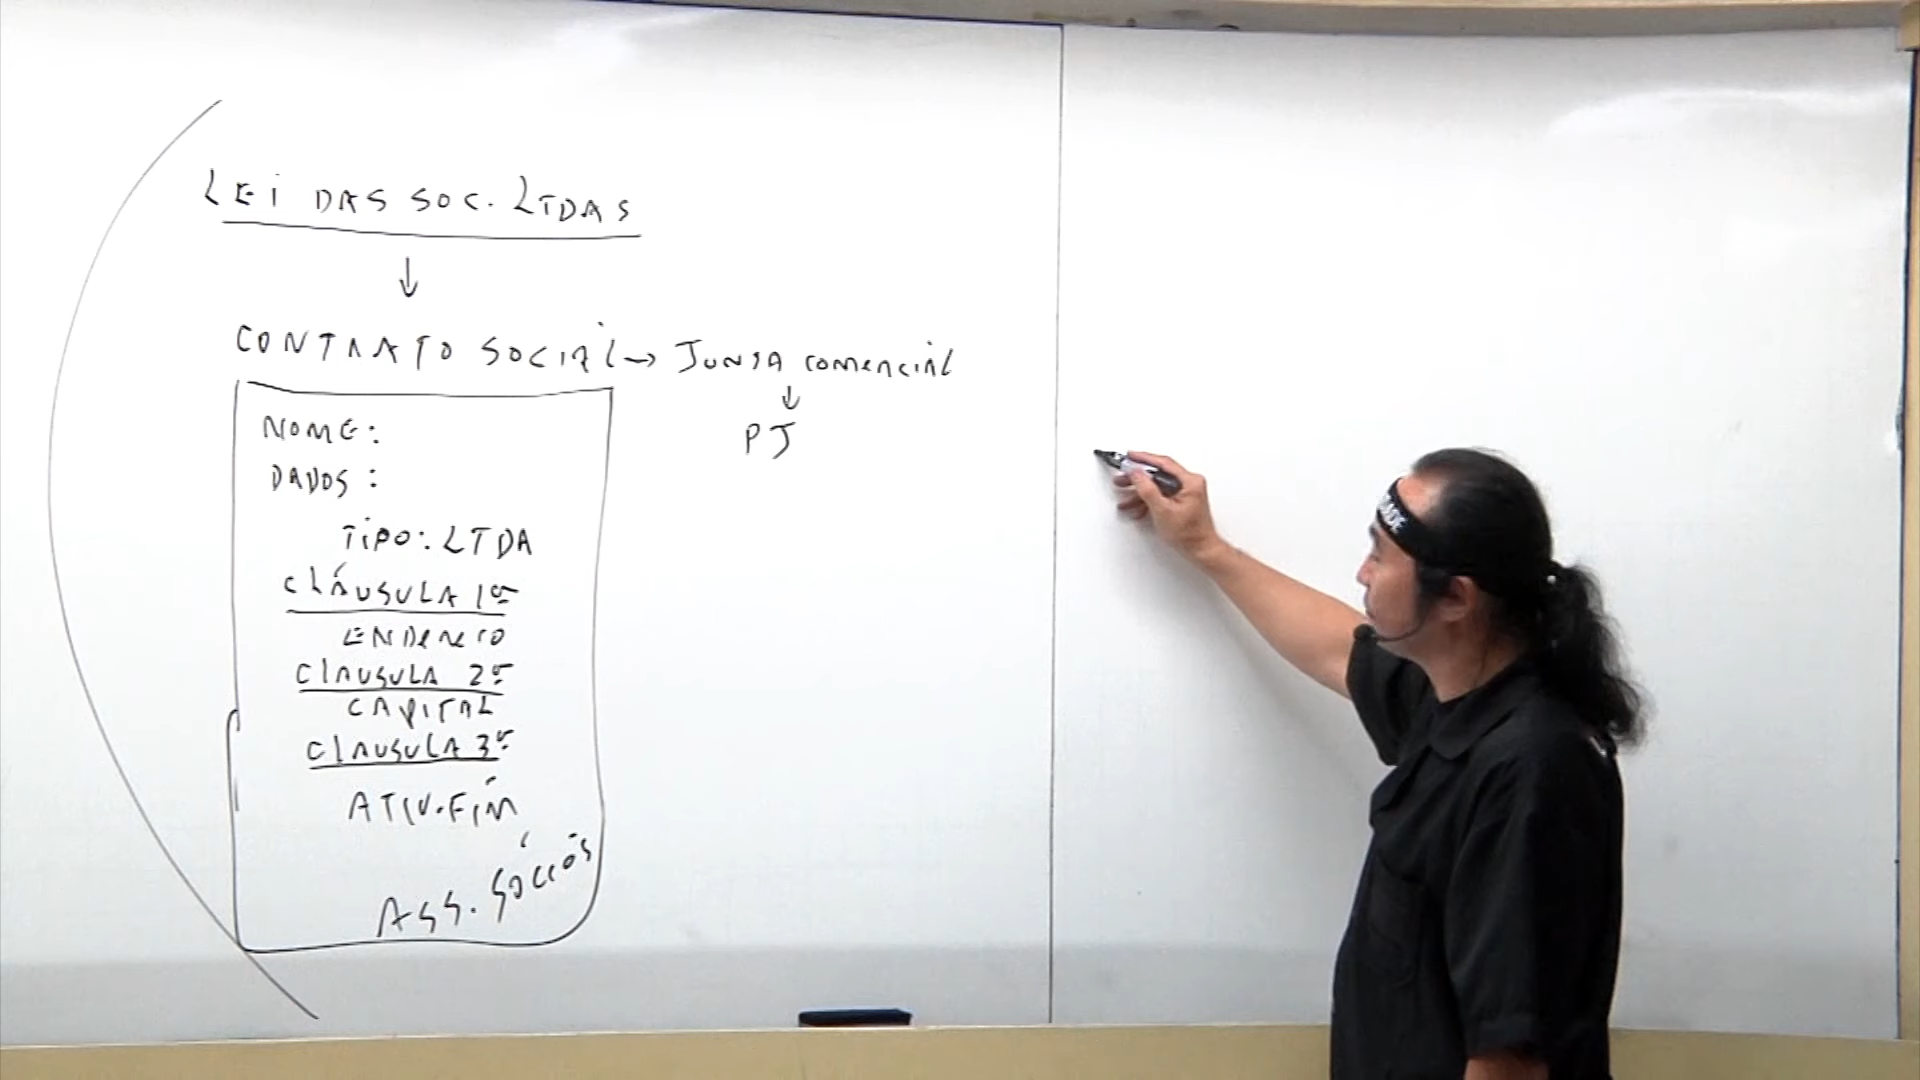 LEI DAS SOC. LTDAS
↓
CONTRATO SOCIAL → JUNTA COMERCIAL
↓
PJ
NOME:
DADOS:
TIPO: LTDA
CLÁUSULA 1ª
ENDEREÇO
CLAUSULA 2ª
CAPITAL
CLAUSULA 3ª
ATIV. FIM
ASS. SÓCIOS